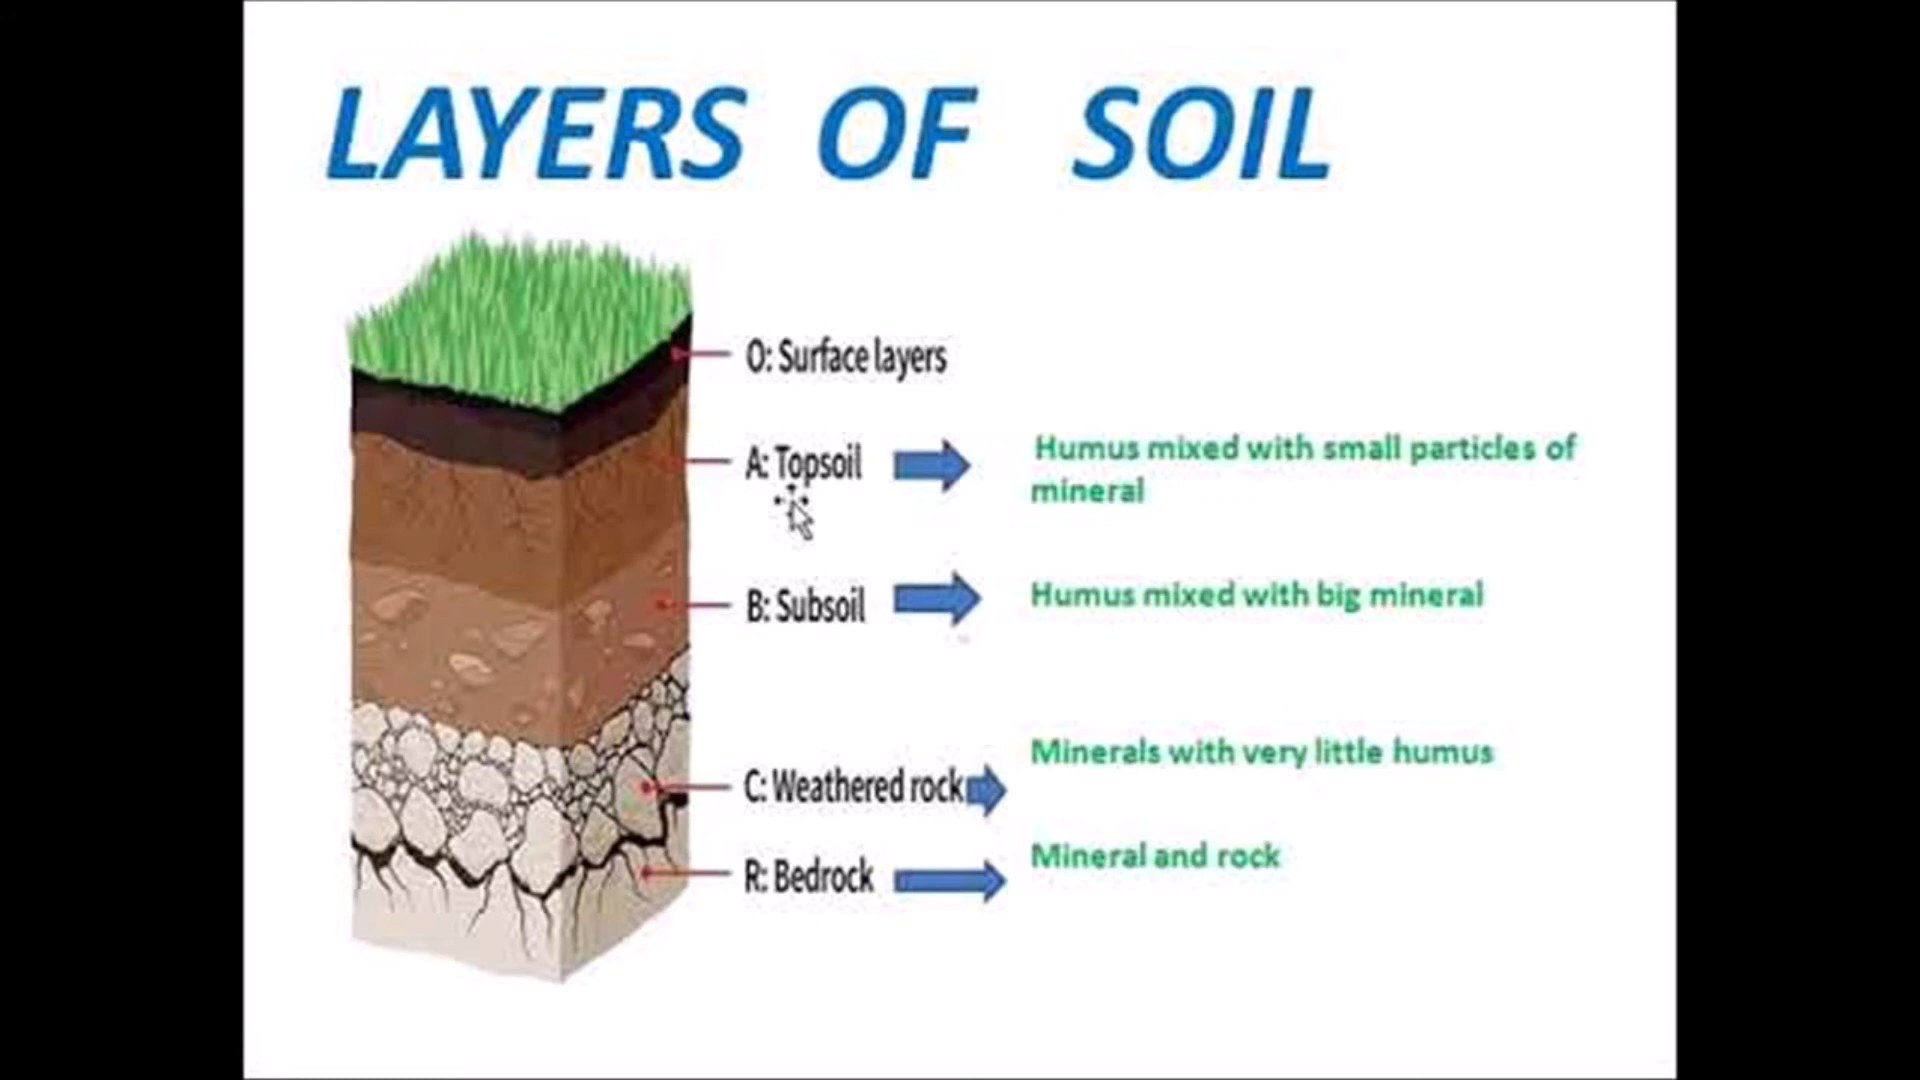 LAYERS OF SOIL
O: Surface layers
A: Topsoil
Humus mixed with small particles of
mineral
B: Subsoil
Humus mixed with big mineral
C: Weathered rock
Minerals with very little humus
R: Bedrock
Mineral and rock